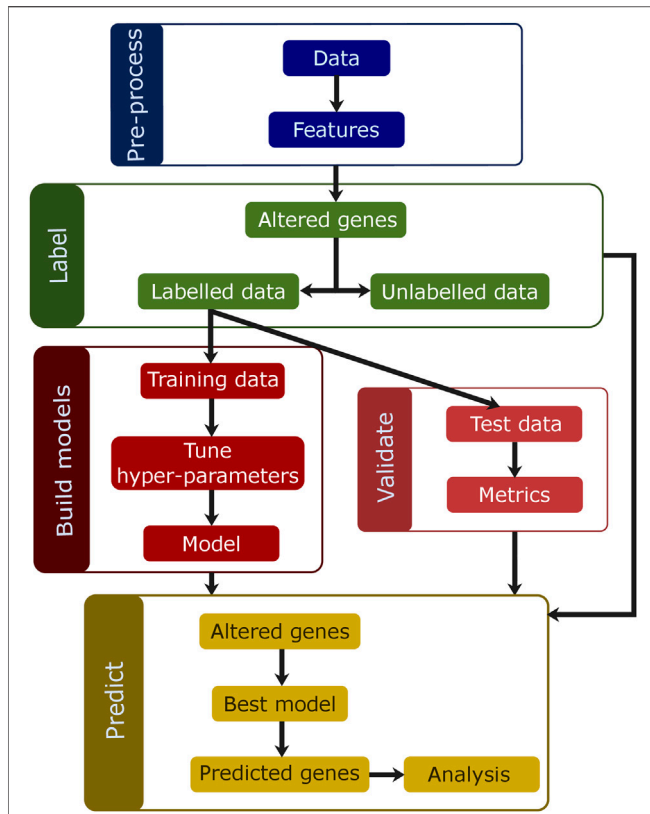 Pre-process
Data
Features
Label
Altered genes
Labelled data
Unlabelled data
Build models
Training data
Tune
hyper-parameters
Model
Validate
Test data
Metrics
Predict
Altered genes
Best model
Predicted genes
Analysis